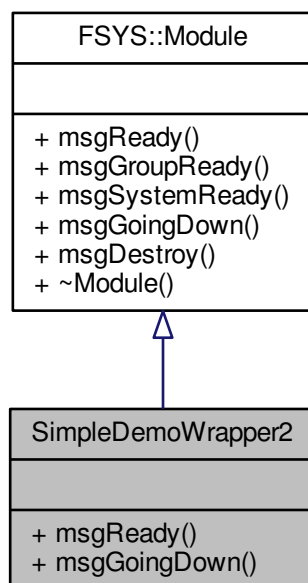 FSYS::Module
+ msgReady()
+ msgGroupReady()
+ msgSystemReady()
+ msgGoingDown()
+ msgDestroy()
+ ~Module()
SimpleDemoWrapper2
+ msgReady()
+ msgGoingDown()